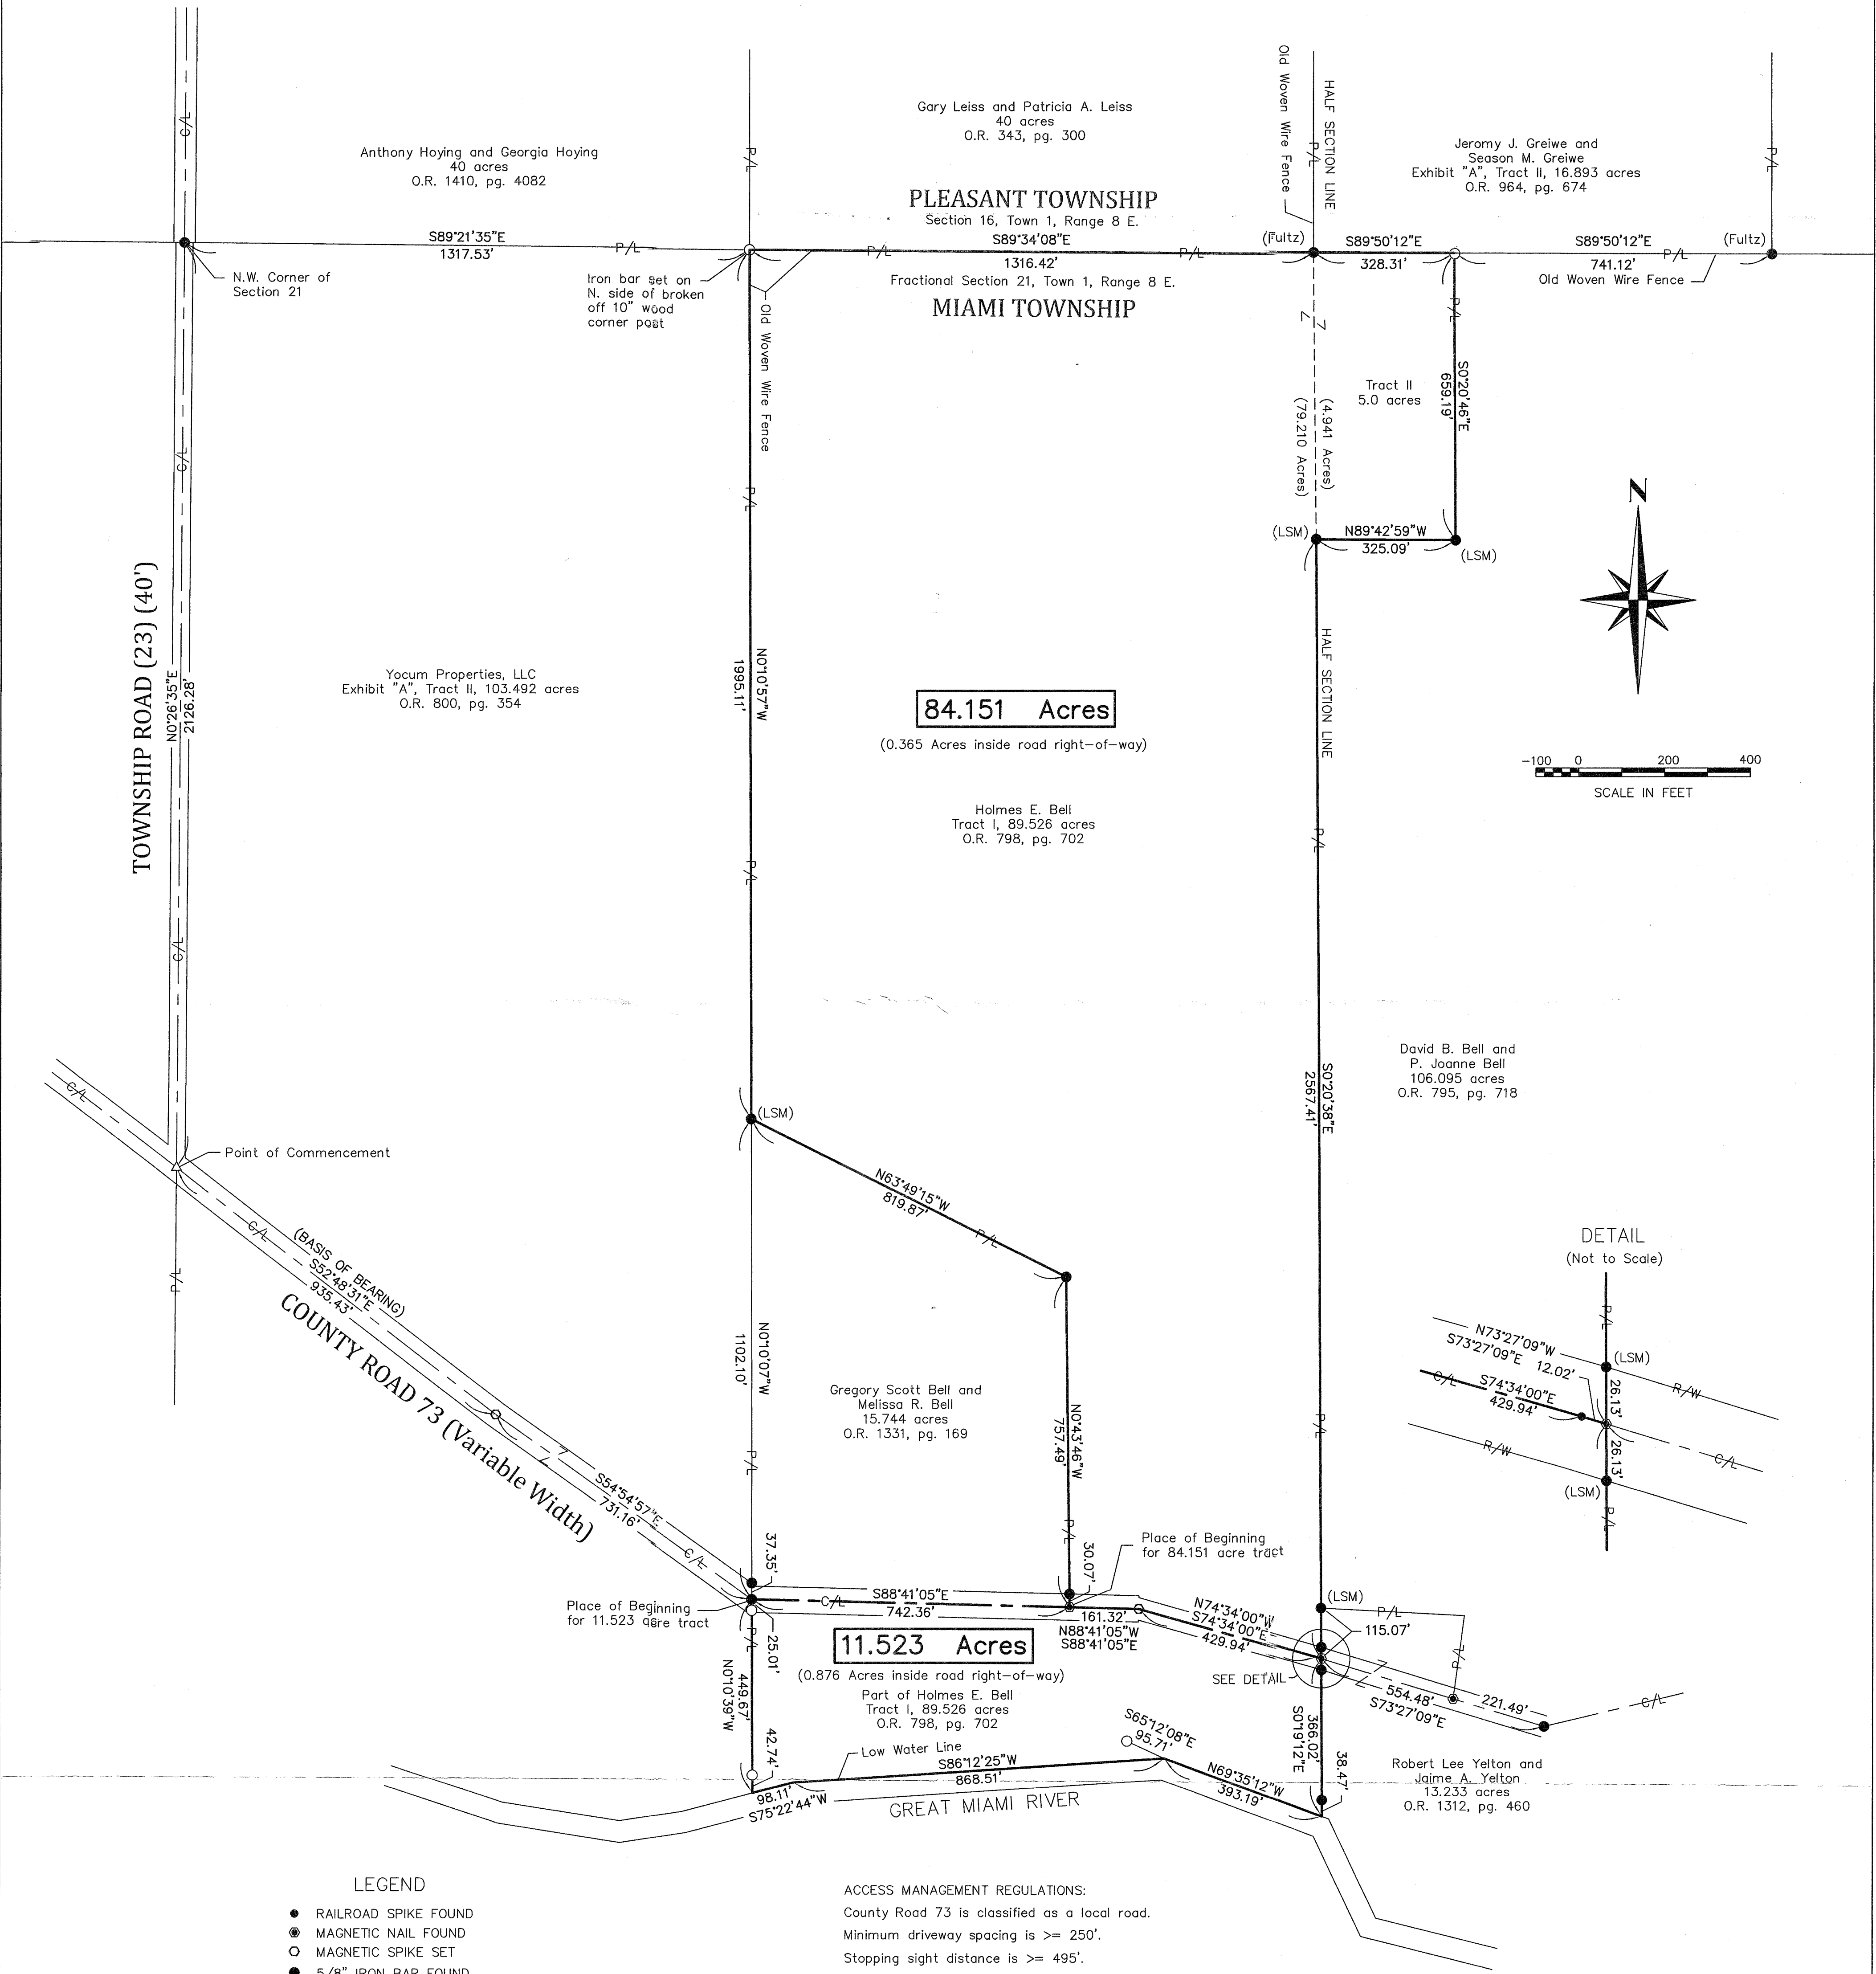 C/L
Anthony Hoying and Georgia Hoying
40 acres
O.R. 1410, pg. 4082
P/L
Gary Leiss and Patricia A. Leiss
40 acres
O.R. 343, pg. 300
Old Woven Wire Fence
P/L
HALF SECTION LINE
Jeromy J. Greiwe and
Season M. Greiwe
Exhibit "A", Tract II, 16.893 acres
O.R. 964, pg. 674
P/L
PLEASANT TOWNSHIP
Section 16, Town 1, Range 8 E.
S89°21'35"E
1317.53'
P/L
P/L
S89°34'08"E
1316.42'
P/L
(Fultz)
S89°50'12"E
328.31'
S89°50'12"E
741.12'
P/L
(Fultz)
N.W. Corner of
Section 21
Iron bar set on
N. side of broken
off 10" wood
corner post
Fractional Section 21, Town 1, Range 8 E.
MIAMI TOWNSHIP
Old Woven Wire Fence
Old Woven Wire Fence
P/L
P/L
Tract II
5.0 acres
S0°20'46"E
659.19'
(4.941 Acres)
(79.210 Acres)
C/L
(LSM)
N89°42'59"W
325.09'
(LSM)
N
TOWNSHIP ROAD (23) (40')
N0°26'35"E
2126.28'
Yocum Properties, LLC
Exhibit "A", Tract II, 103.492 acres
O.R. 800, pg. 354
N0°10'57"W
1995.11'
84.151 Acres
(0.365 Acres inside road right-of-way)
HALF SECTION LINE
-100 0 200 400
SCALE IN FEET
Holmes E. Bell
Tract I, 89.526 acres
O.R. 798, pg. 702
P/L
P/L
C/L
David B. Bell and
P. Joanne Bell
106.095 acres
O.R. 795, pg. 718
S0°20'38"E
2567.41'
C/L
(LSM)
Point of Commencement
N63°49'15"W
819.87'
P/L
P/L
C/L
(BASIS OF BEARING)
S52°48'31"E
935.43'
COUNTY ROAD 73 (Variable Width)
N0°10'07"W
1102.10'
Gregory Scott Bell and
Melissa R. Bell
15.744 acres
O.R. 1331, pg. 169
N0°43'46"W
757.49'
P/L
P/L
P/L
DETAIL
(Not to Scale)
P/L
N73°27'09"W
S73°27'09"E 12.02'
(LSM)
C/L
S74°34'00"E
429.94'
26.13'
R/W
R/W
26.13'
C/L
(LSM)
P/L
S54°54'57"E
731.16'
C/L
37.35'
30.07'
Place of Beginning
for 84.151 acre tract
Place of Beginning
for 11.523 acre tract
C/L
S88°41'05"E
742.36'
161.32'
N88°41'05"W
S88°41'05"E
N74°34'00"W
S74°34'00"E
429.94'
(LSM)
P/L
115.07'
P/L
SEE DETAIL
554.48'
221.49'
S73°27'09"E
C/L
25.01'
P/L
11.523 Acres
(0.876 Acres inside road right-of-way)
Part of Holmes E. Bell
Tract I, 89.526 acres
O.R. 798, pg. 702
449.67'
N0°10'39"W
42.74'
Low Water Line
S65°12'08"E
95.71'
S86°12'25"W
868.51'
98.11'
S75°22'44"W
GREAT MIAMI RIVER
N69°35'12"W
393.19'
366.02'
S0°19'12"E
38.47'
Robert Lee Yelton and
Jaime A. Yelton
13.233 acres
O.R. 1312, pg. 460
LEGEND
RAILROAD SPIKE FOUND
MAGNETIC NAIL FOUND
MAGNETIC SPIKE SET
5/8" IRON BAR FOUND
ACCESS MANAGEMENT REGULATIONS:
County Road 73 is classified as a local road.
Minimum driveway spacing is >= 250'.
Stopping sight distance is >= 495'.